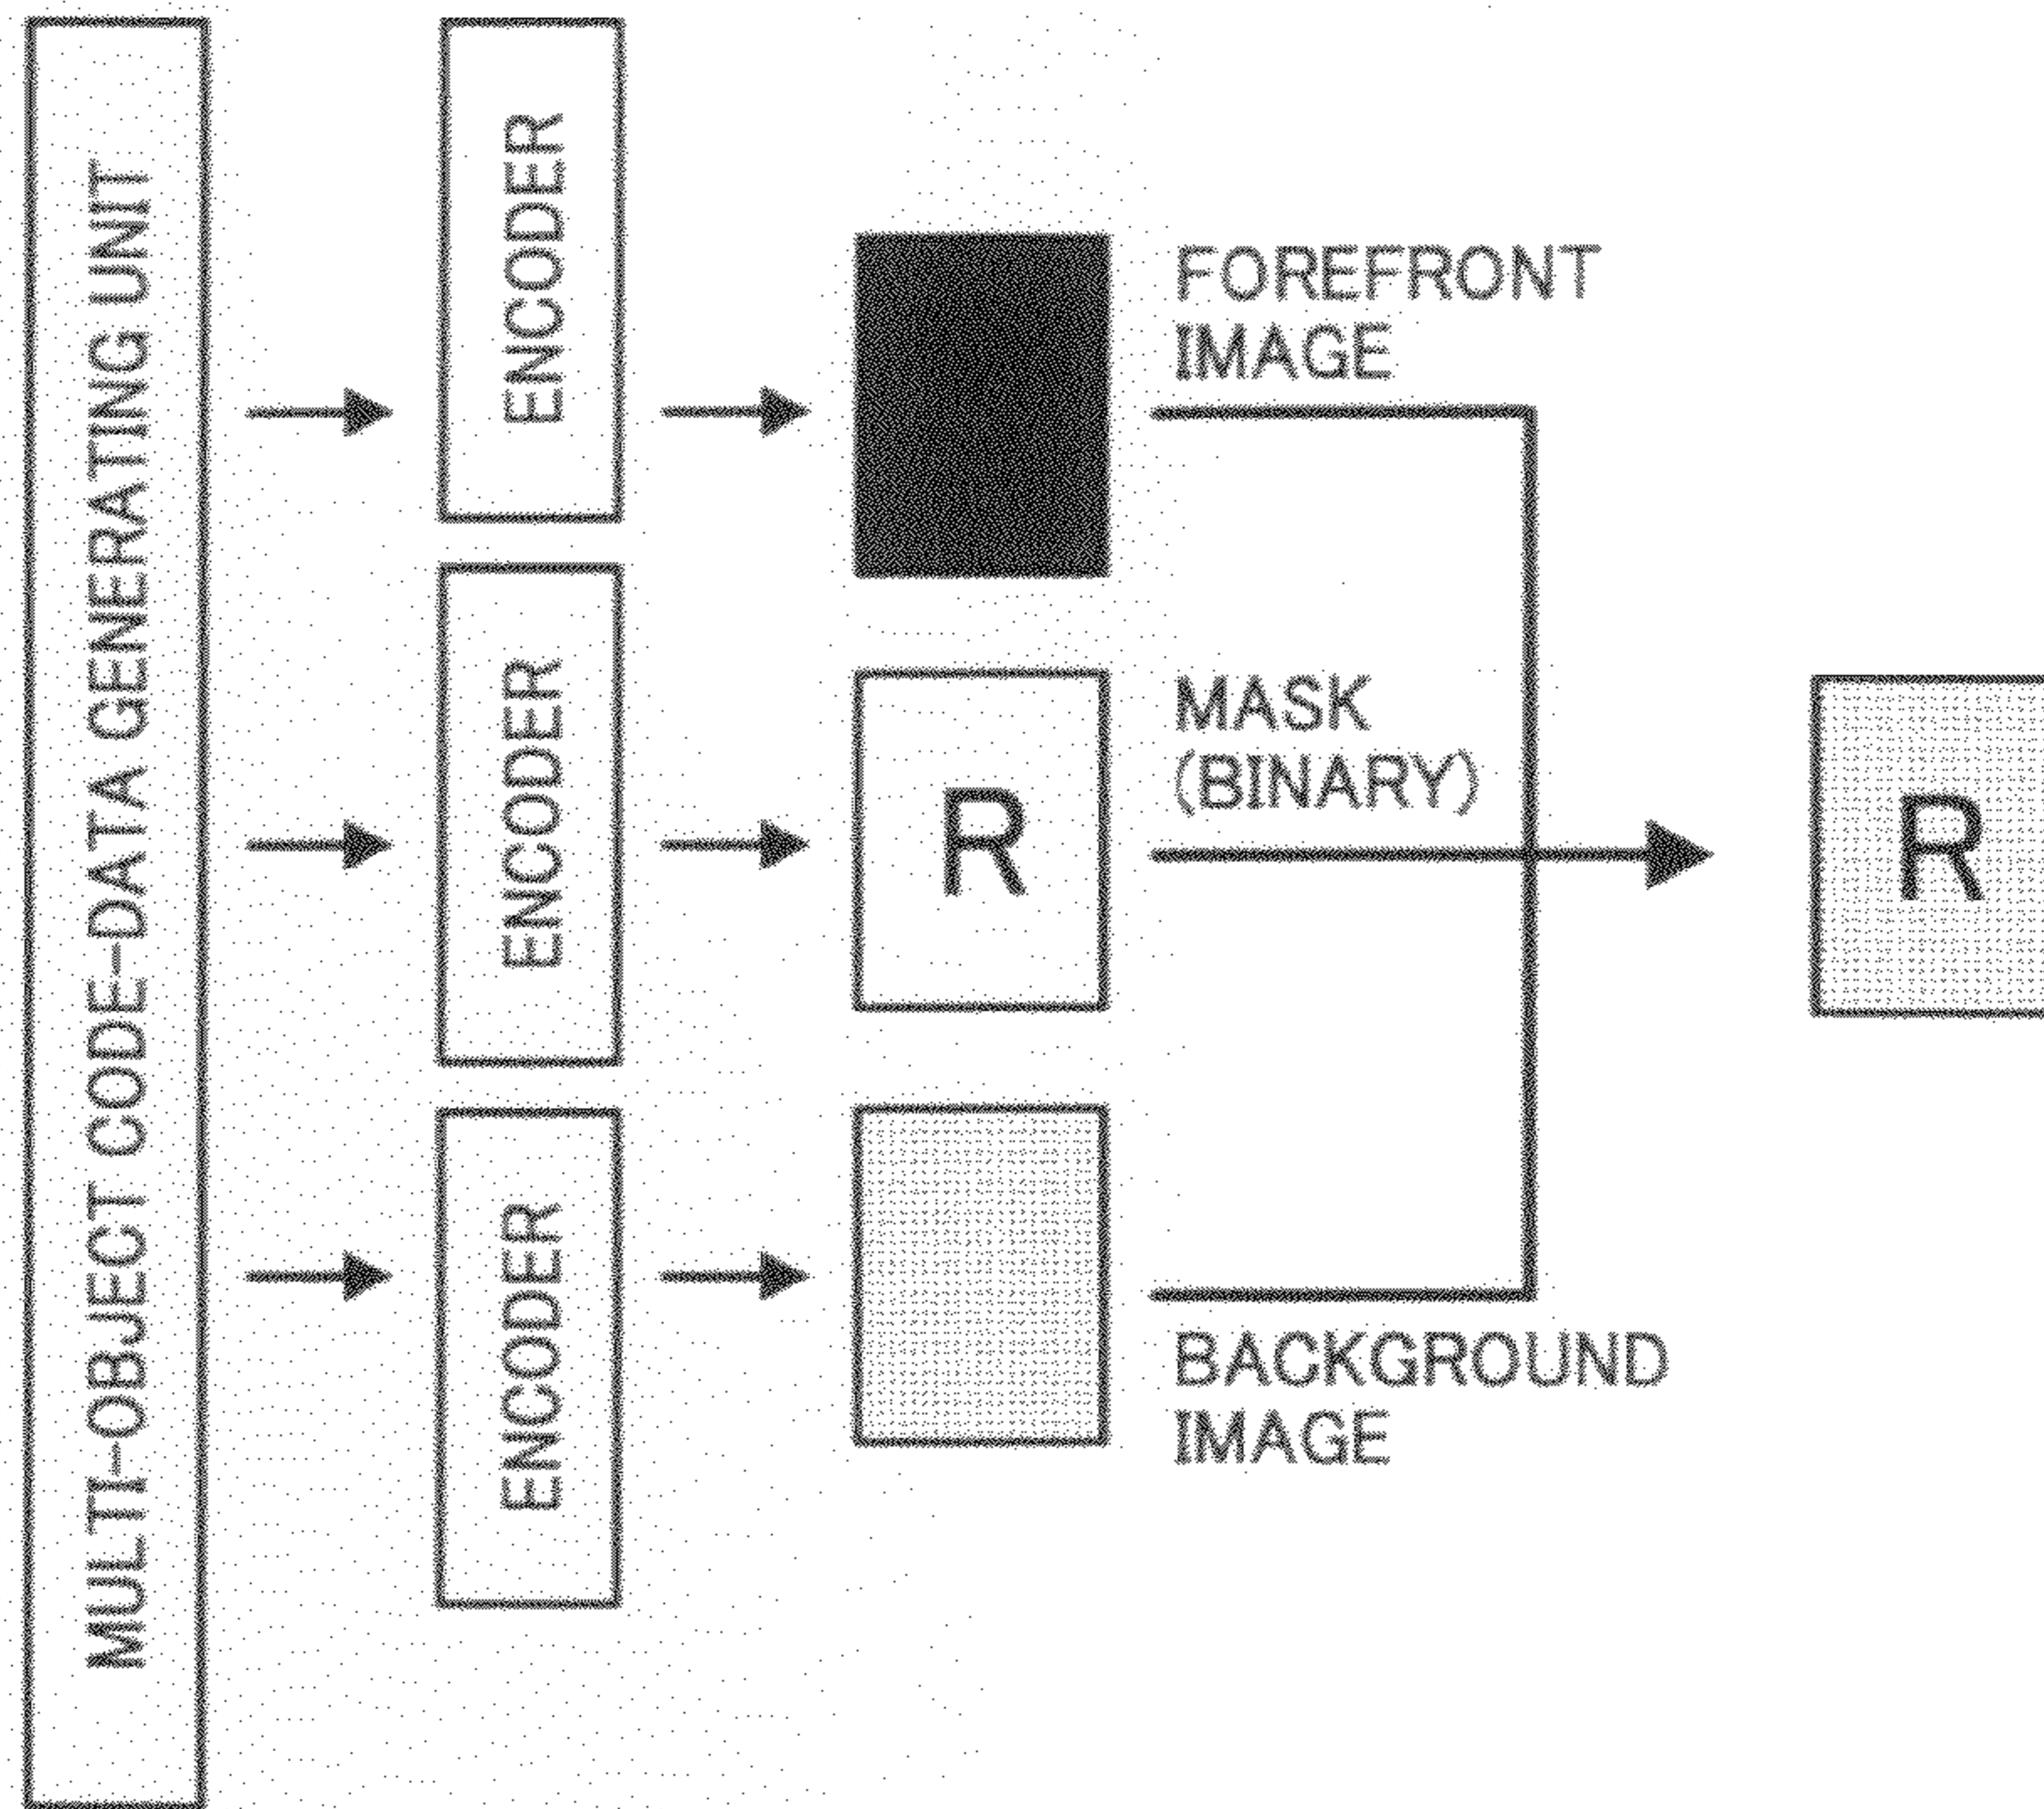 MULTI-OBJECT CODE-DATA GENERATING UNIT
ENCODER
ENCODER
ENCODER
FOREFRONT
IMAGE
R
MASK
(BINARY)
R
BACKGROUND
IMAGE